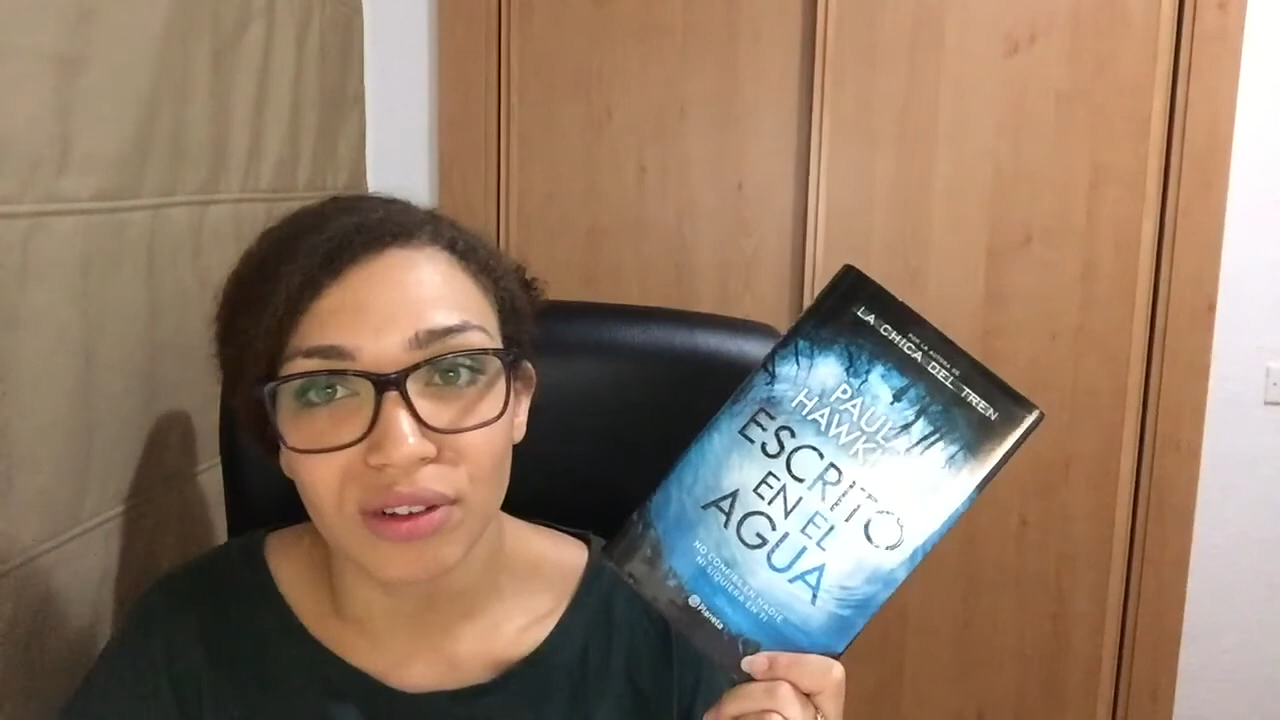 POR LA AUTORA DE
LA CHICA DEL TREN
PAULA
ESCRITO
EN EL
AGUA
NO CONFÍES EN NADIE
NI SIQUIERA EN TI
Planeta